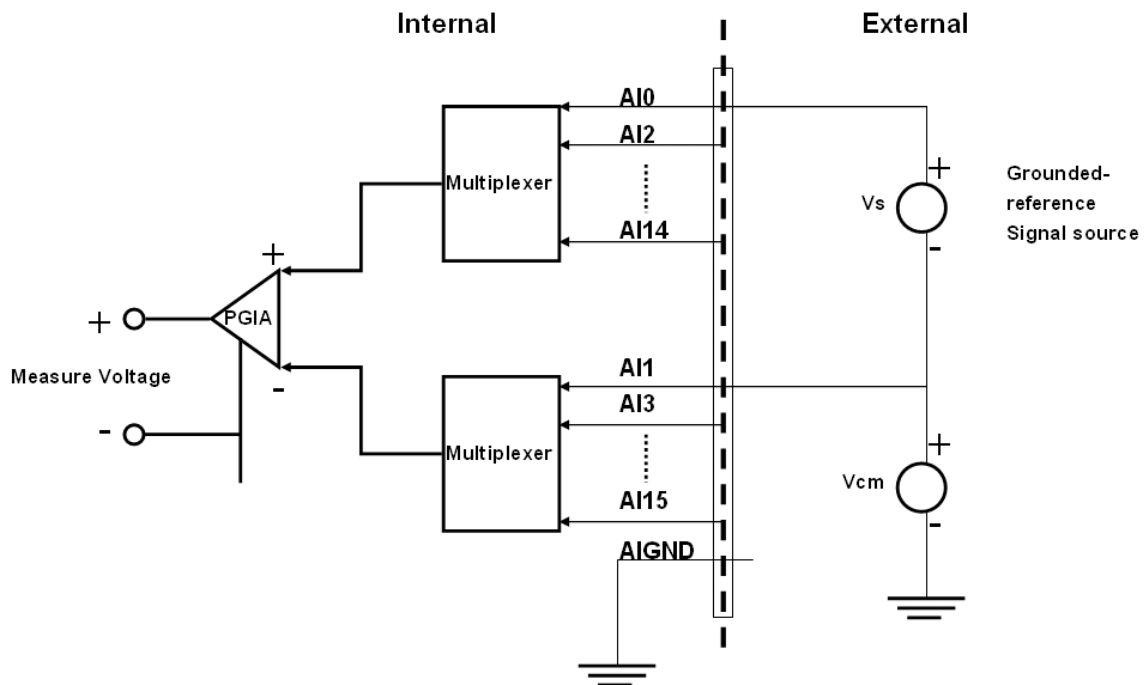 Internal
External
AI0
AI2
Multiplexer
AI14
+
Vs
-
Grounded-
reference
Signal source
+
PGIA
-
+
Measure Voltage
-
AI1
AI3
Multiplexer
AI15
AIGND
+
Vcm
-